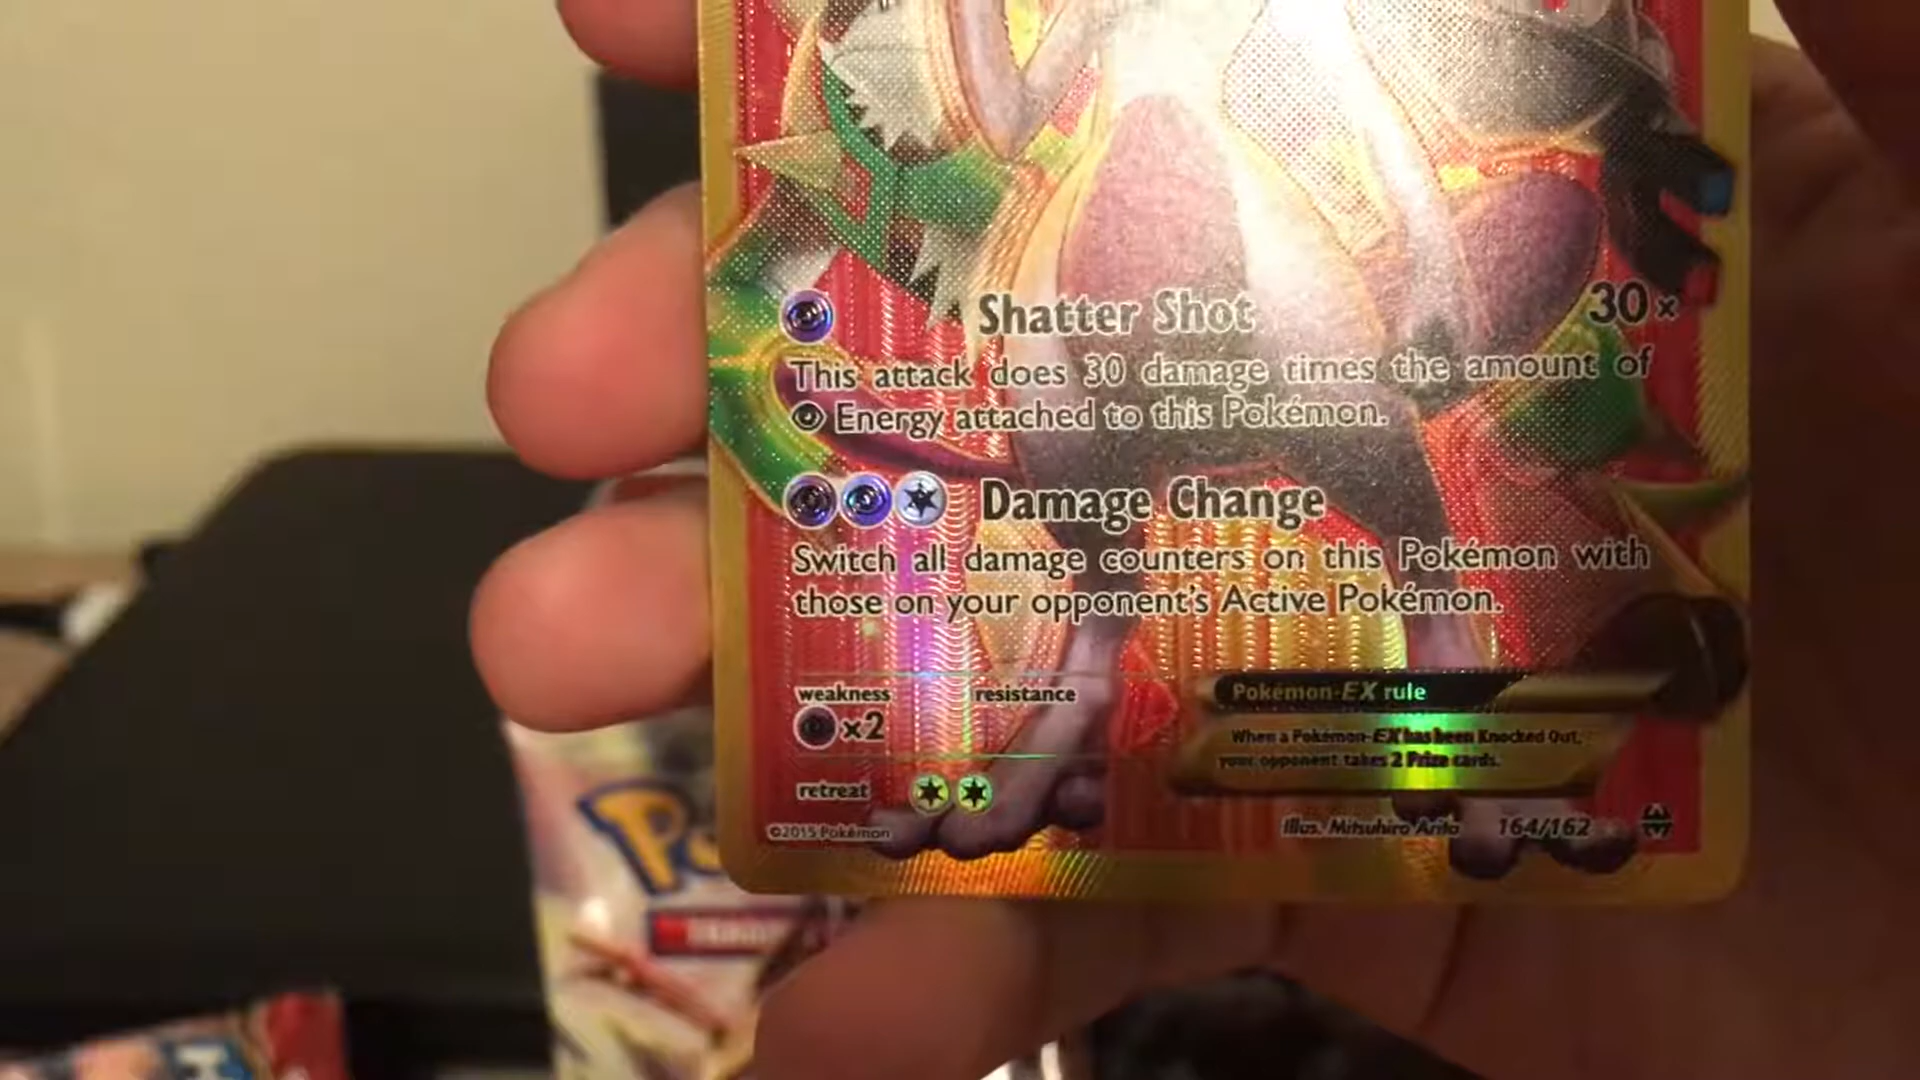 Shatter Shot 30×
This attack does 30 damage times the amount of
Energy attached to this Pokémon.
Damage Change
Switch all damage counters on this Pokémon with
those on your opponent's Active Pokémon.
weakness resistance
×2
Pokémon-EX rule
When a Pokémon-EX has been Knocked Out,
your opponent takes 2 Prize cards.
retreat
©2015 Pokémon
Illus. Mitsuhiro Arita 164/162